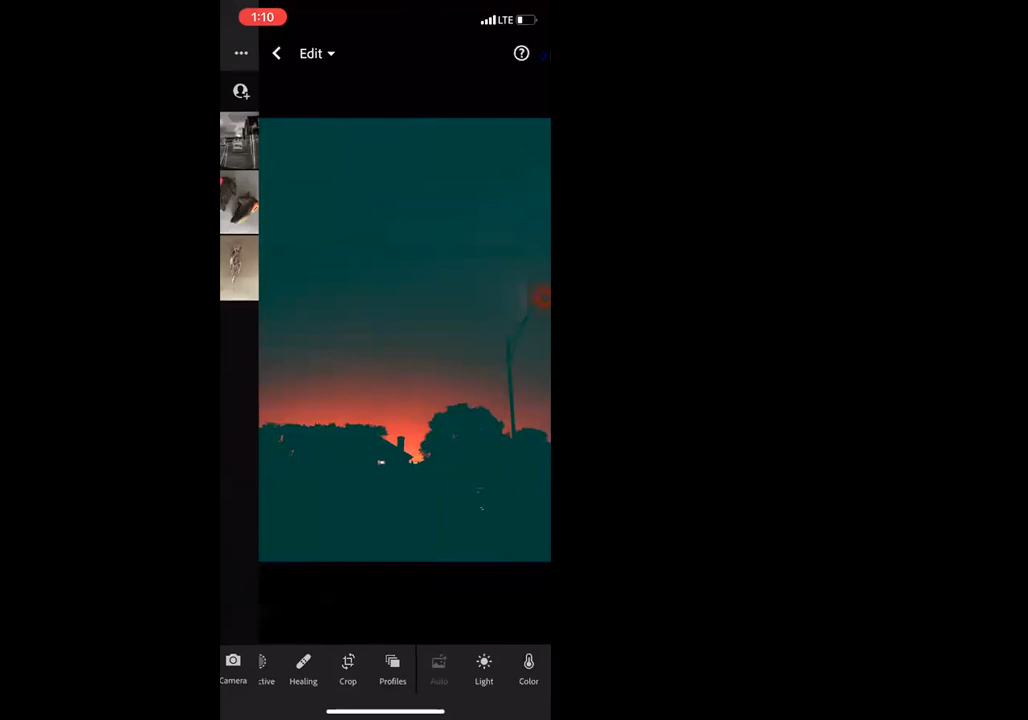 1:10
LTE
Edit
Camera
ctive
Healing
Crop
Profiles
Auto
Light
Color